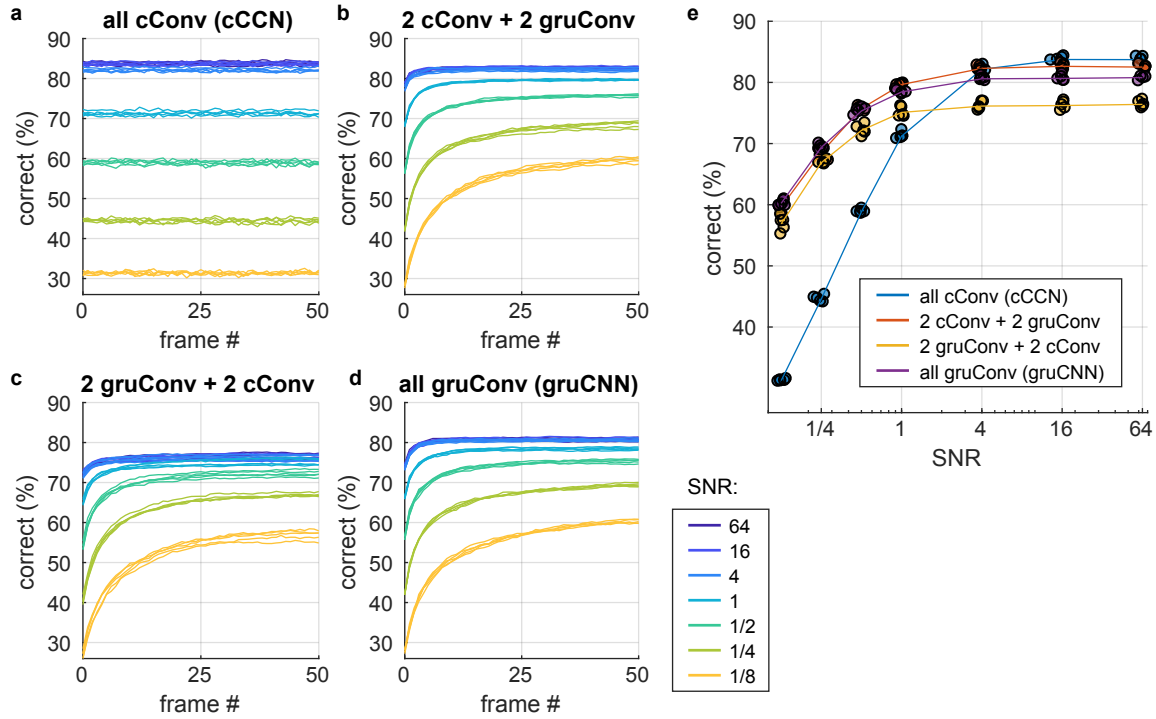 a
all cConv (cCCN)
90
80
70
60
50
40
30
correct (%)
0
25
50
frame #
b
2 cConv + 2 gruConv
90
80
70
60
50
40
30
correct (%)
0
25
50
frame #
c
2 gruConv + 2 cConv
90
80
70
60
50
40
30
correct (%)
0
25
50
frame #
d
all gruConv (gruCNN)
90
80
70
60
50
40
30
correct (%)
0
25
50
frame #
e
90
80
70
60
50
40
correct (%)
all cConv (cCCN)
2 cConv + 2 gruConv
2 gruConv + 2 cConv
all gruConv (gruCNN)
1/4
1
4
16
64
SNR
SNR:
64
16
4
1
1/2
1/4
1/8